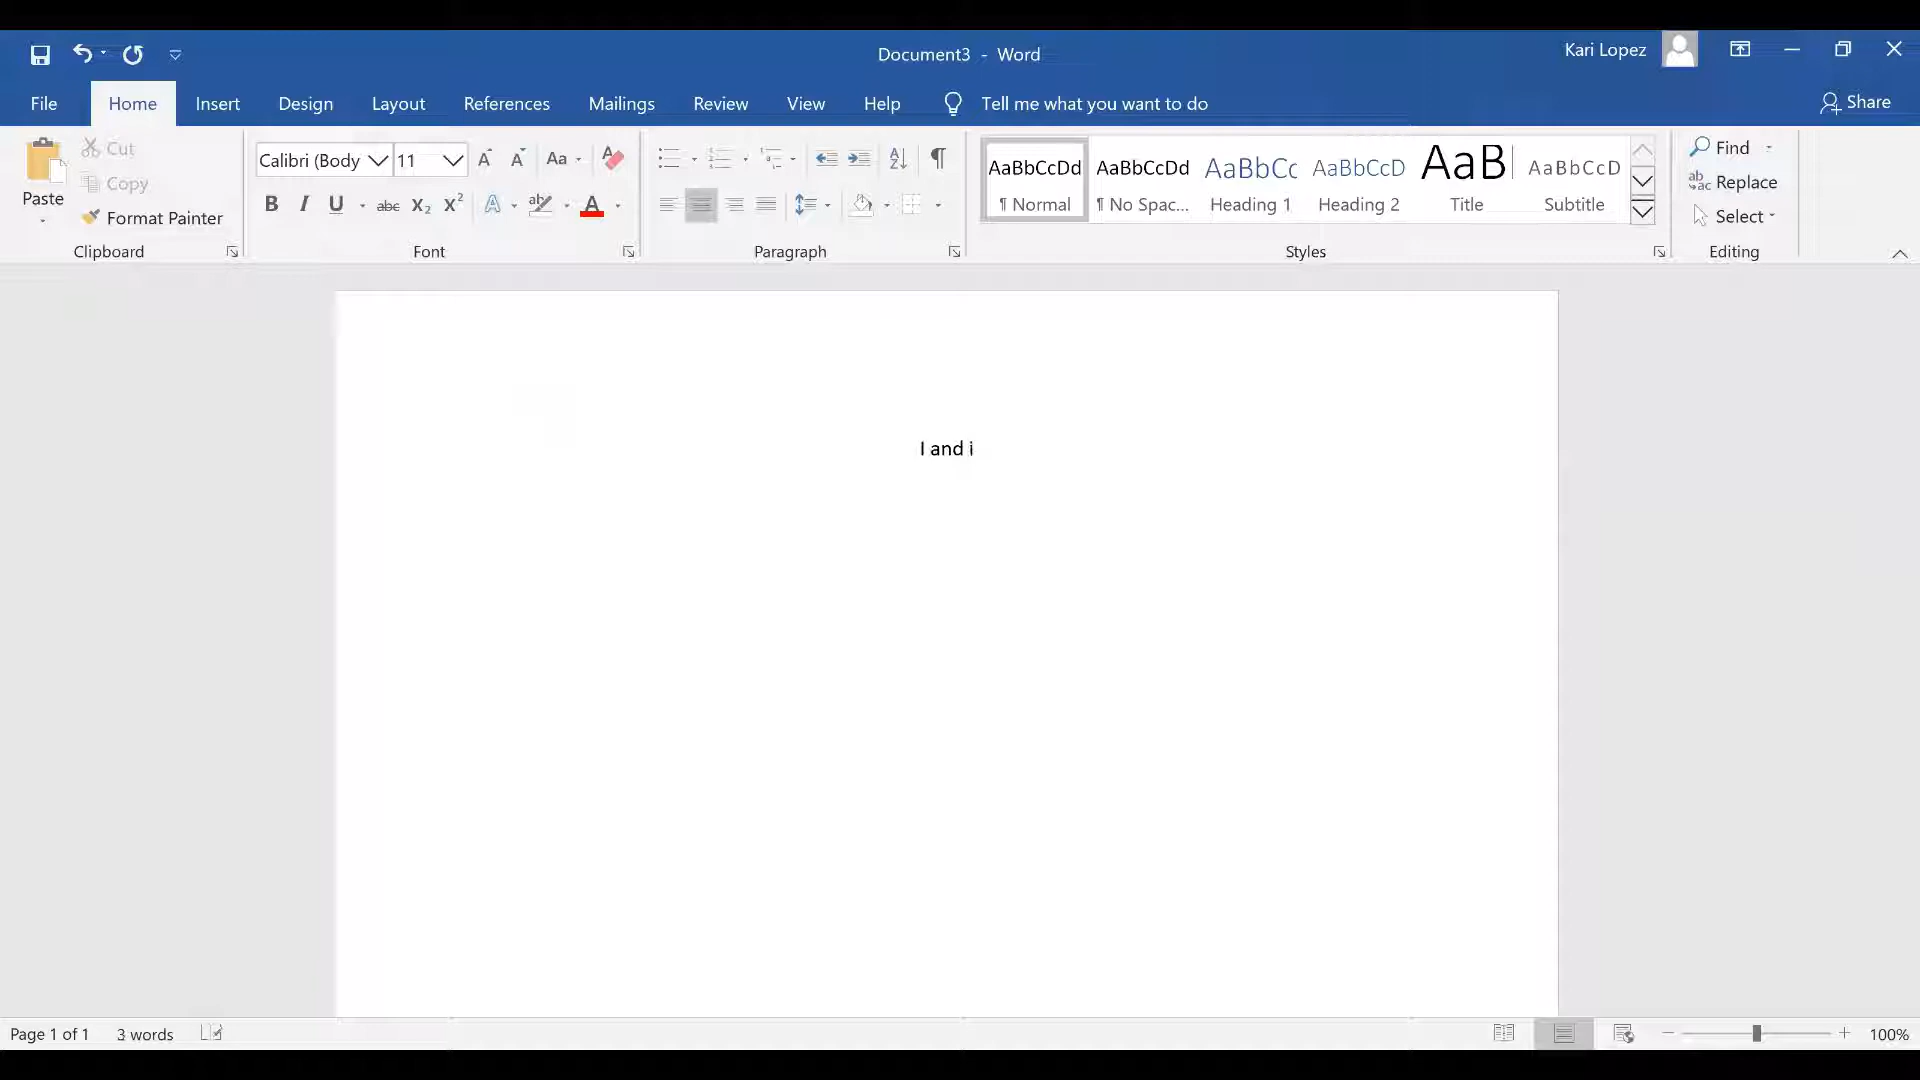 Document3 - Word
Kari Lopez
File Home Insert Design Layout References Mailings Review View Help Tell me what you want to do Share
Paste
Cut
Copy
Format Painter
Clipboard
Calibri (Body 11
Aa
B I U abc X₂ X² A A
Font
Paragraph
AaBbCcDd AaBbCcDd AaBbCc AaBbCcD AaB AaBbCcD
¶ Normal ¶ No Spac... Heading 1 Heading 2 Title Subtitle
Styles
Find
Replace
Select
Editing
I and i
Page 1 of 1 3 words 100%